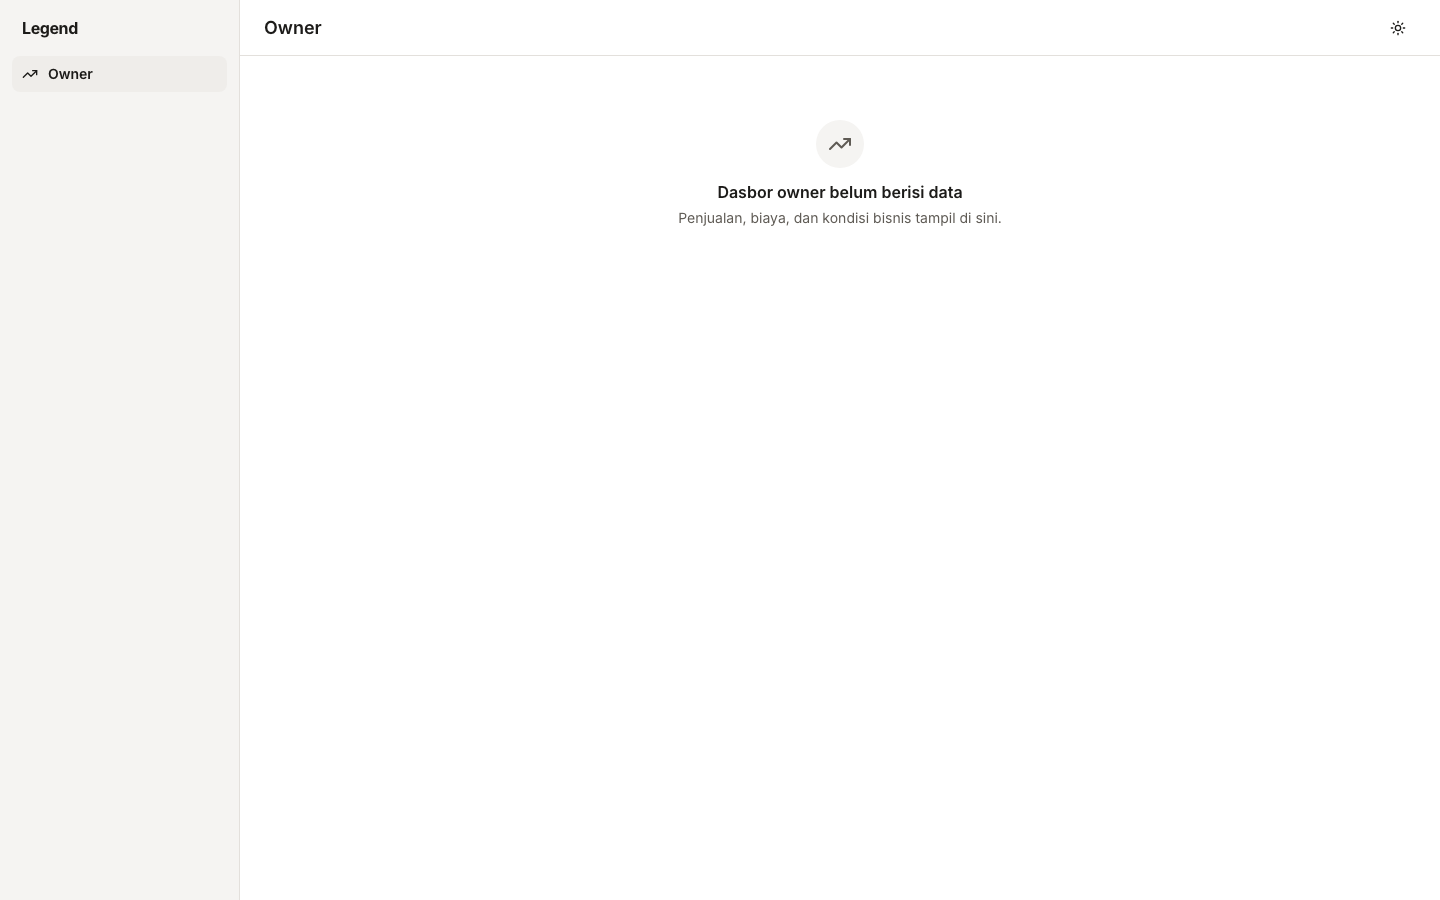 Legend
Owner
Owner
Dasbor owner belum berisi data
Penjualan, biaya, dan kondisi bisnis tampil di sini.